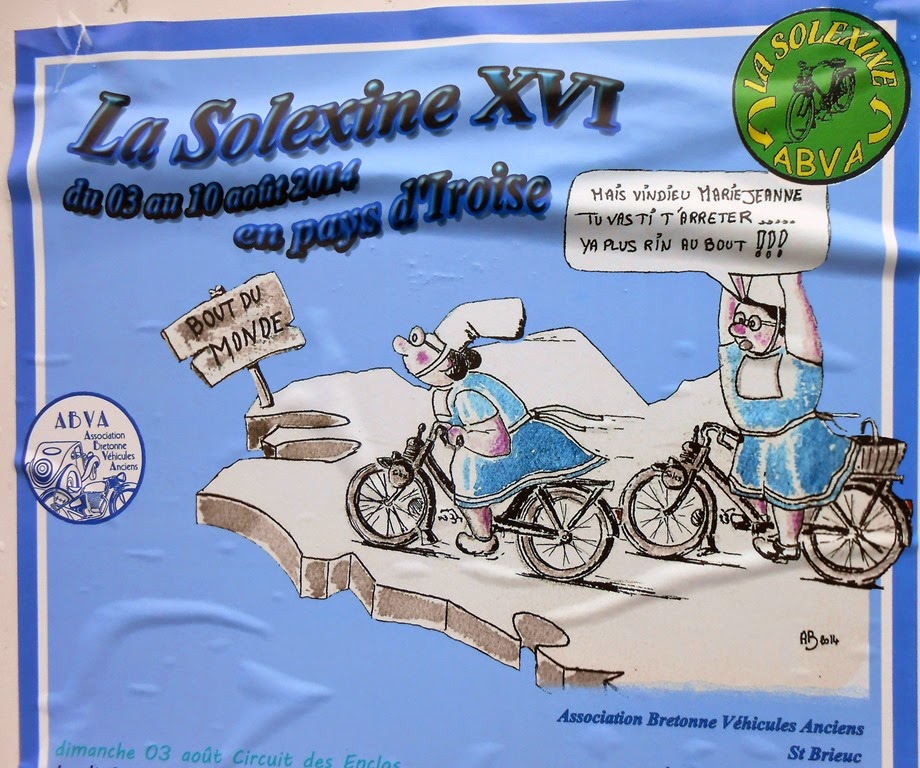 La Solexine XVI
du 03 au 10 août 2014
en pays d'Iroise
LA SOLEXINE
ABVA
MAIS VINDIEU MARIE JEANNE
TU VAS TI T'ARRETER .....
YA PLUS RIN AU BOUT !!!
BOUT DU
MONDE
ABVA
Association
Bretonne
Véhicules
Anciens
AB 2014
Association Bretonne Véhicules Anciens
St Brieuc
dimanche 03 août Circuit des Enclos